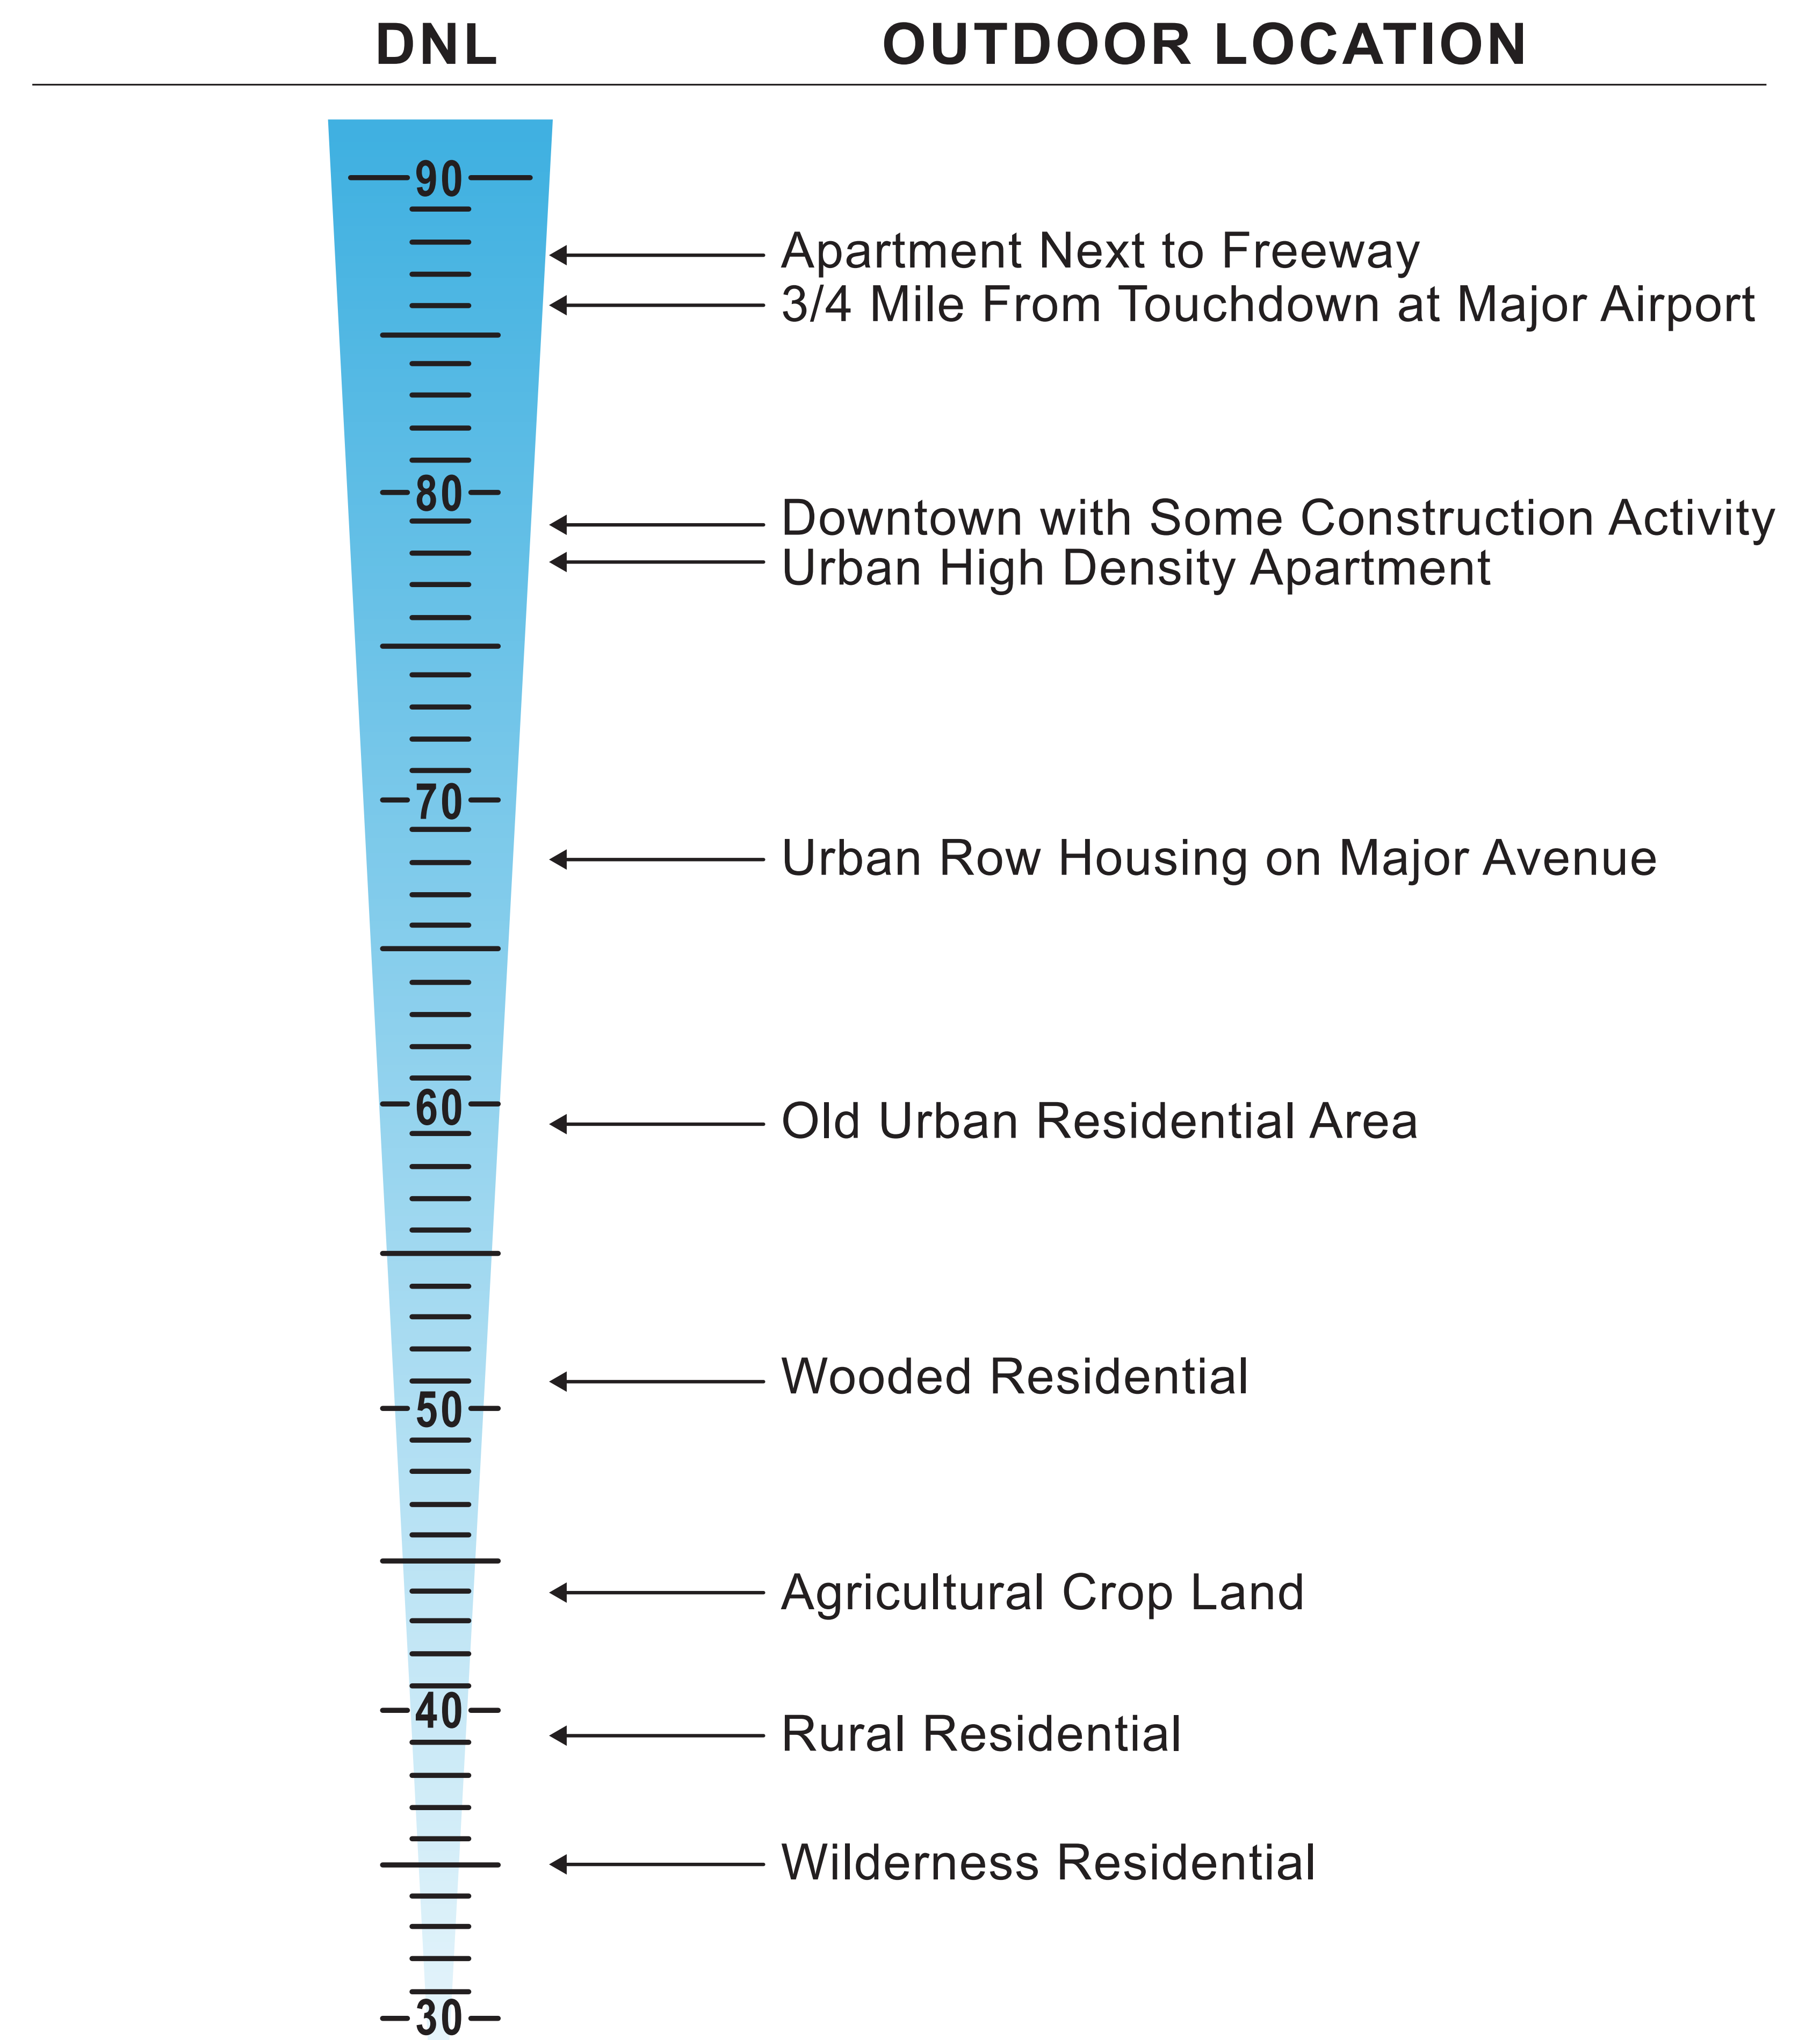 DNL OUTDOOR LOCATION
90
Apartment Next to Freeway
3/4 Mile From Touchdown at Major Airport
80
Downtown with Some Construction Activity
Urban High Density Apartment
70
Urban Row Housing on Major Avenue
60
Old Urban Residential Area
Wooded Residential
50
Agricultural Crop Land
40
Rural Residential
Wilderness Residential
30